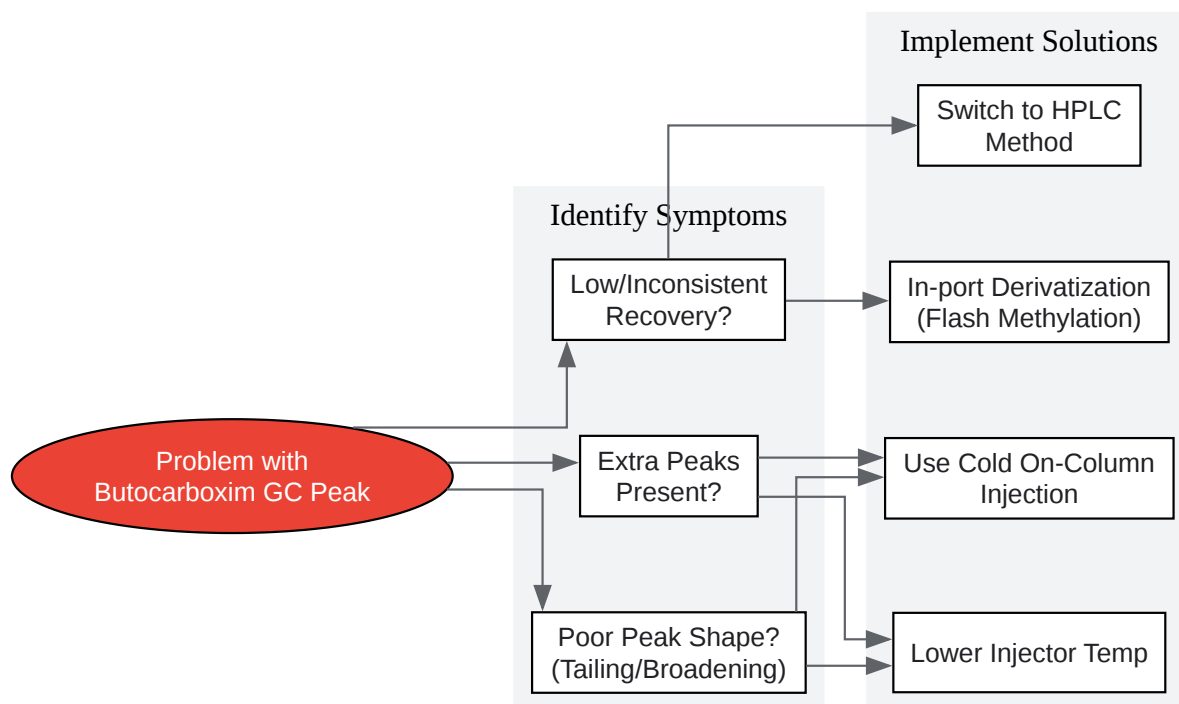 Implement Solutions
Switch to HPLC
Method
Identify Symptoms
Low/Inconsistent
Recovery?
In-port Derivatization
(Flash Methylation)
Problem with
Butocarboxim GC Peak
Extra Peaks
Present?
Use Cold On-Column
Injection
Poor Peak Shape?
(Tailing/Broadening)
Lower Injector Temp